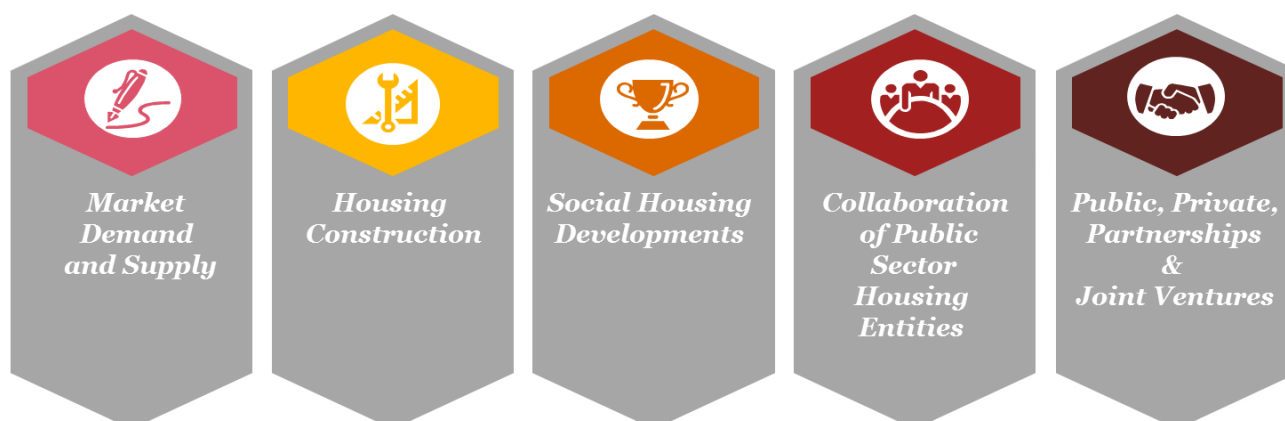 Market
Demand
and Supply
Housing
Construction
Social Housing
Developments
Collaboration
of Public
Sector
Housing
Entities
Public, Private,
Partnerships
&
Joint Ventures